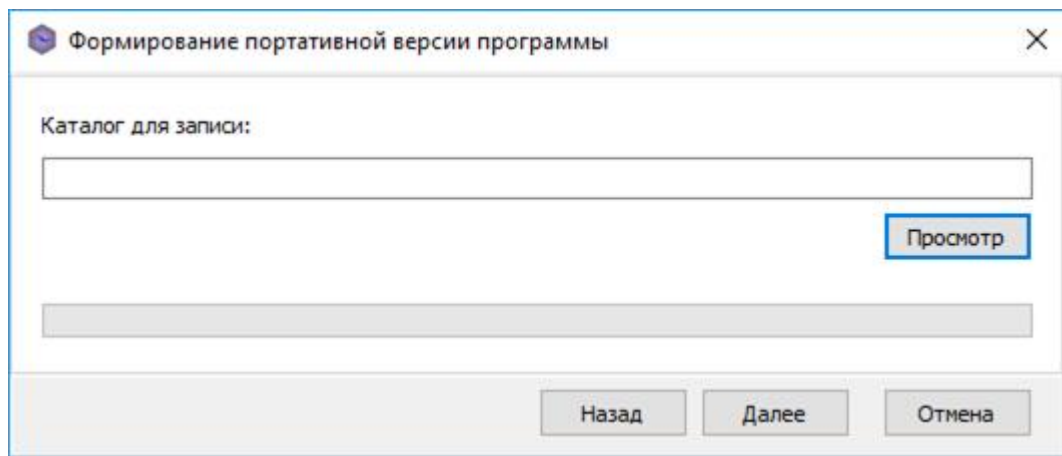 Формирование портативной версии программы
Каталог для записи:
Просмотр
Назад Далее Отмена